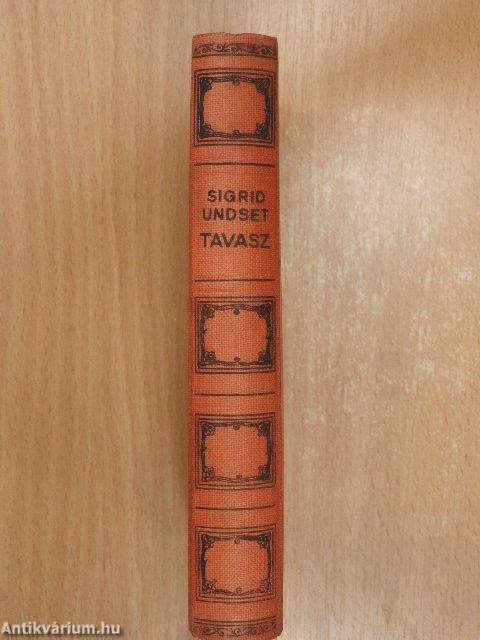 SIGRID
UNDSET
TAVASZ
Antikvárium.hu